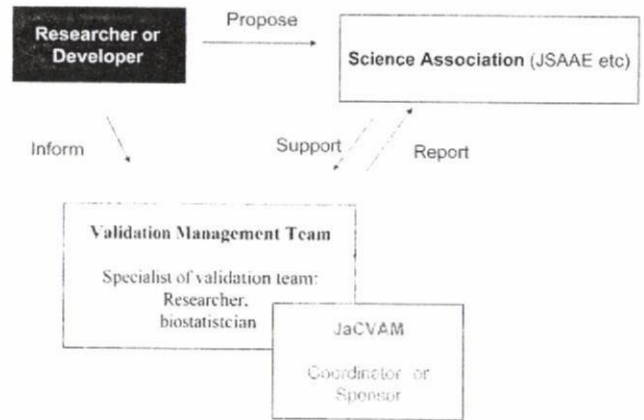 Researcher or
Developer
Propose
Science Association (JSAAE etc)
Inform
Support
Report
Validation Management Team
Specialist of validation team:
Researcher,
biostatistcian
JaCVAM
Coordinator or
Sponsor